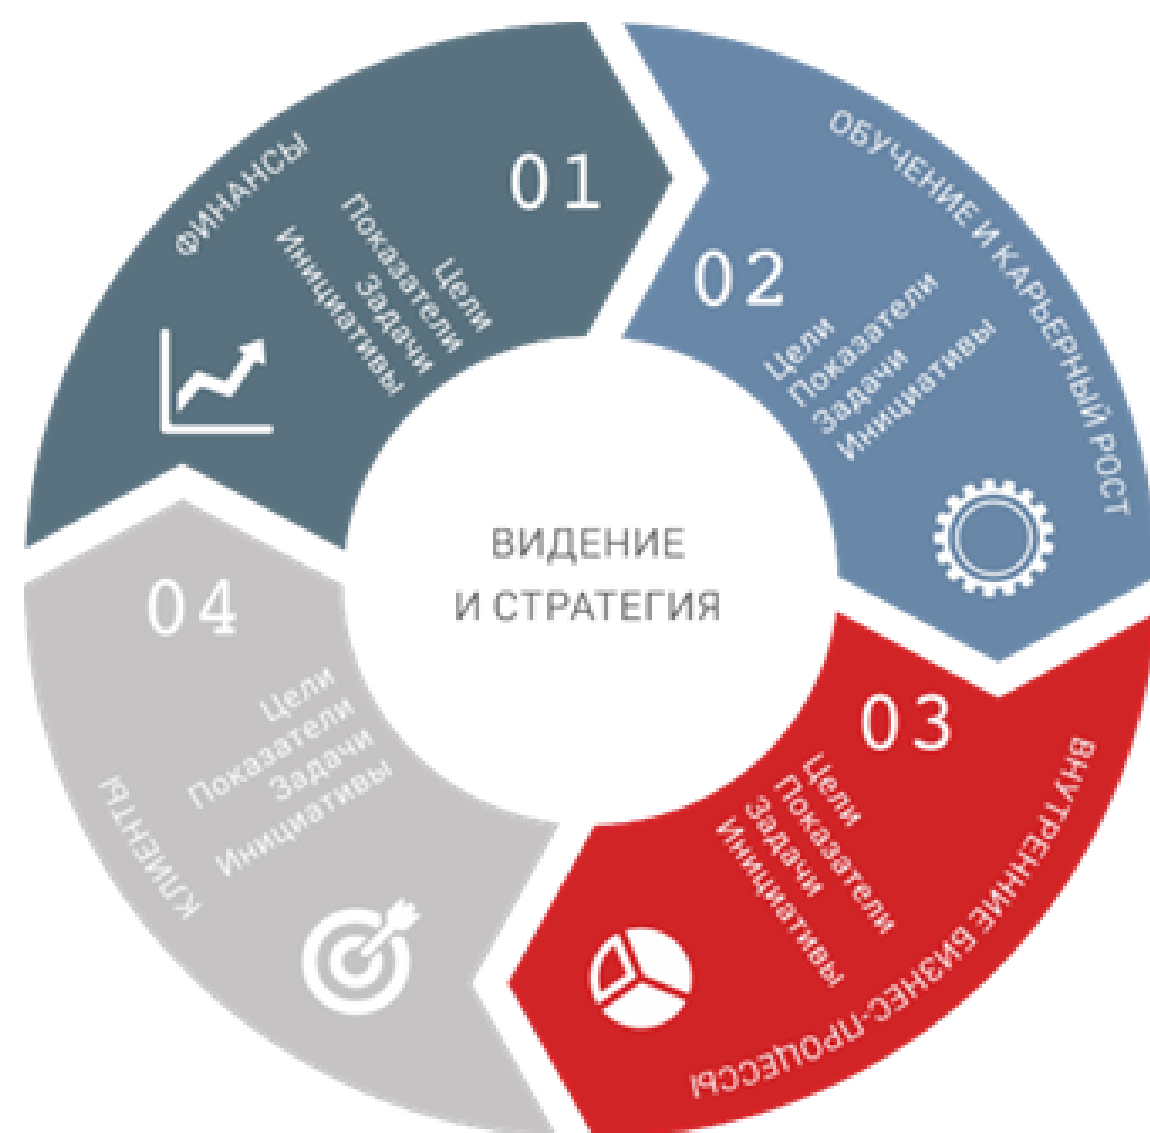 ФИНАНСЫ
01
Цели
Показатели
Задачи
Инициативы
ОБУЧЕНИЕ И КАРЬЕРНЫЙ РОСТ
02
Цели
Показатели
Задачи
Инициативы
ВИДЕНИЕ
И СТРАТЕГИЯ
03
Цели
Показатели
Задачи
Инициативы
ВНУТРЕННИЕ БИЗНЕС-ПРОЦЕССЫ
04
Цели
Показатели
Задачи
Инициативы
КЛИЕНТЫ